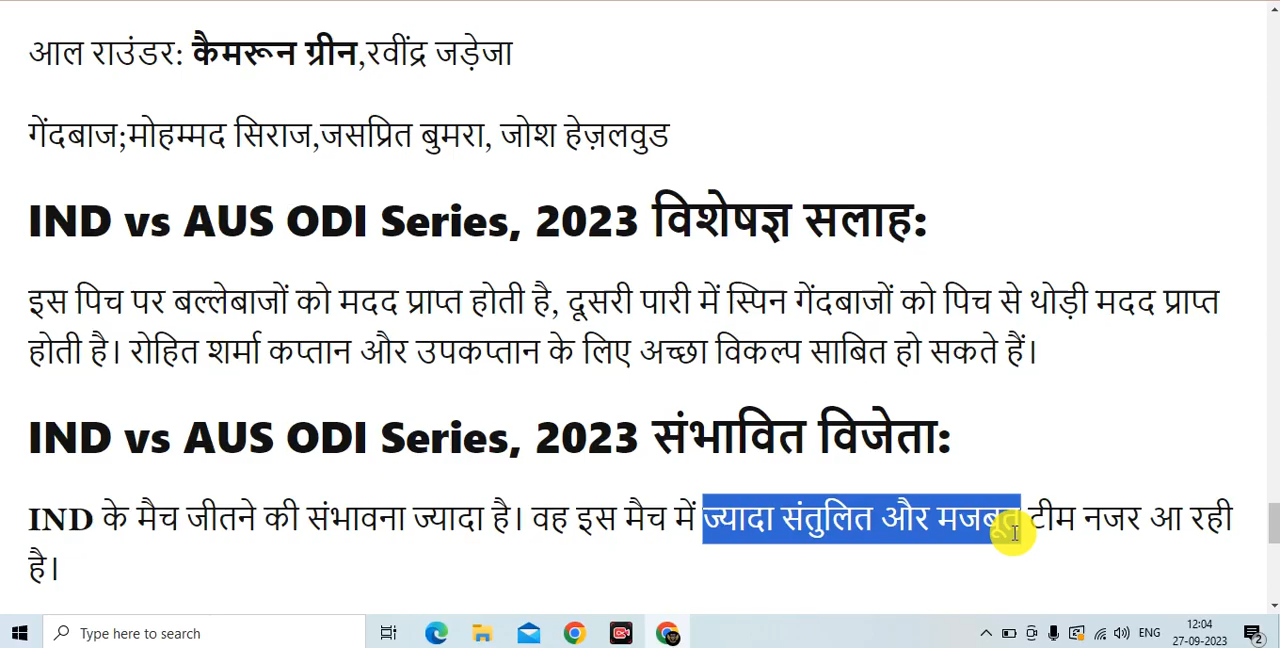 आल राउंडर: कैमरून ग्रीन,रवींद्र जड़ेजा
गेंदबाज;मोहम्मद सिराज,जसप्रित बुमरा, जोश हेज़लवुड
IND vs AUS ODI Series, 2023 विशेषज्ञ सलाह:
इस पिच पर बल्लेबाजों को मदद प्राप्त होती है, दूसरी पारी में स्पिन गेंदबाजों को पिच से थोड़ी मदद प्राप्त
होती है। रोहित शर्मा कप्तान और उपकप्तान के लिए अच्छा विकल्प साबित हो सकते हैं।
IND vs AUS ODI Series, 2023 संभावित विजेता:
IND के मैच जीतने की संभावना ज्यादा है। वह इस मैच में ज्यादा संतुलित और मजबूत टीम नजर आ रही
है।
Type here to search
ENG
12:04
27-09-2023
2